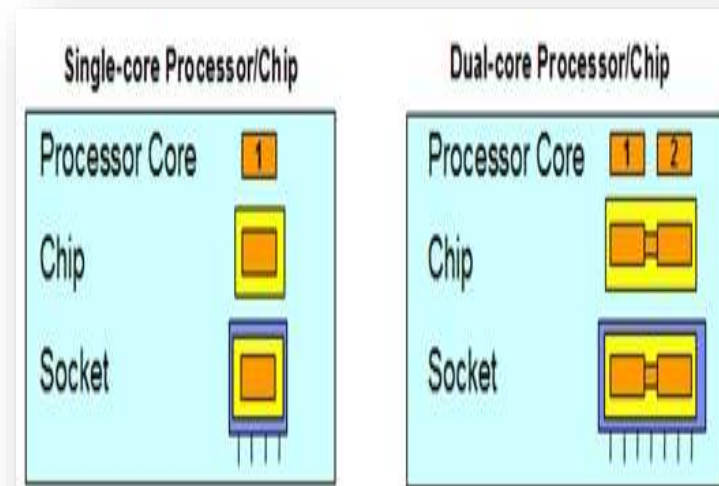 Single-core Processor/Chip
Processor Core 1
Chip
Socket
Dual-core Processor/Chip
Processor Core 1 2
Chip
Socket